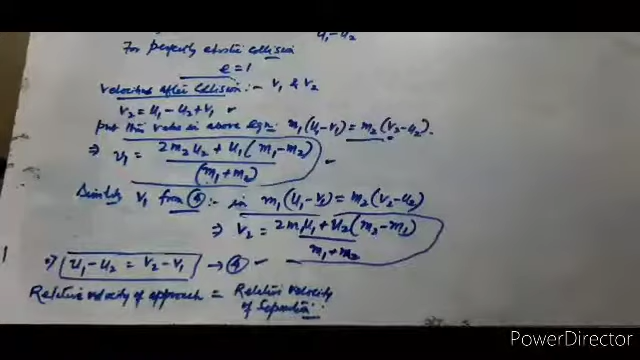 u₁-u₂
For perfectly elastic collision
e=1
Velocities after collision:- v₁ & v₂
v₂ = u₁ - u₂ + v₁
put this value in above eqn: m₁(u₁-v₁) = m₂(v₂-u₂).
⇒ v₁ = 2m₂u₂ + u₁(m₁-m₂) / (m₁+m₂)
Similarly v₁ from ④:- in m₁(u₁-v₁) = m₂(v₂-u₂)
⇒ v₂ = 2m₁u₁ + u₂(m₂-m₁) / m₁+m₂
⇒ u₁-u₂ = v₂-v₁ → ④
Relative velocity of approach = Relative velocity
of Separation
PowerDirector